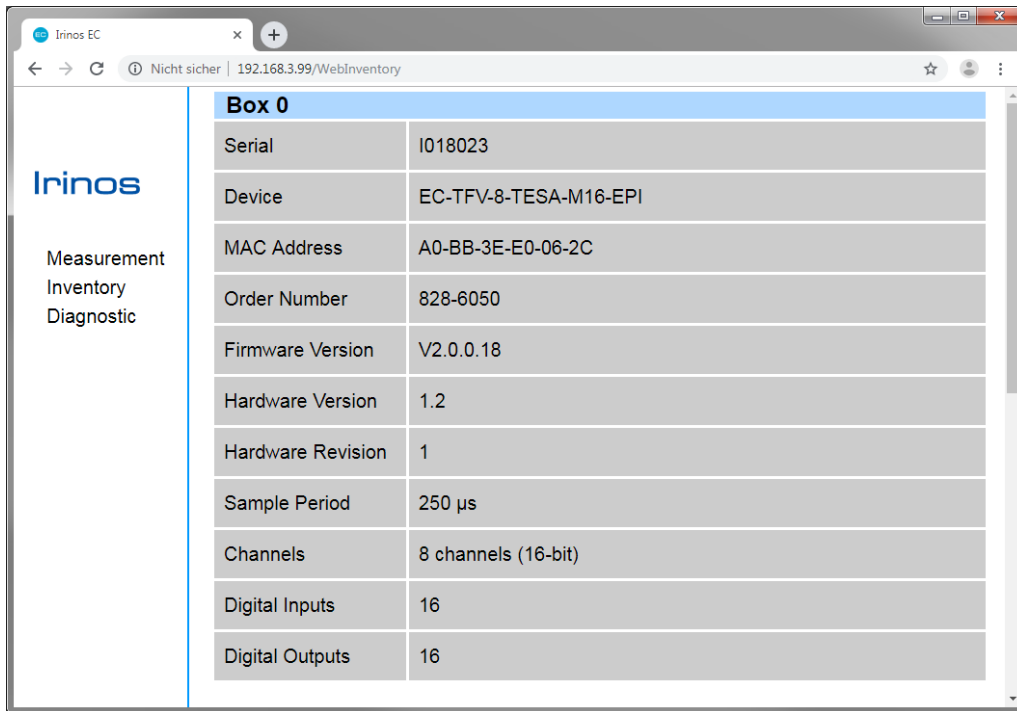 EC Irinos EC
Nicht sicher | 192.168.3.99/WebInventory
Irinos
Measurement
Inventory
Diagnostic
Box 0
Serial I018023
Device EC-TFV-8-TESA-M16-EPI
MAC Address A0-BB-3E-E0-06-2C
Order Number 828-6050
Firmware Version V2.0.0.18
Hardware Version 1.2
Hardware Revision 1
Sample Period 250 µs
Channels 8 channels (16-bit)
Digital Inputs 16
Digital Outputs 16